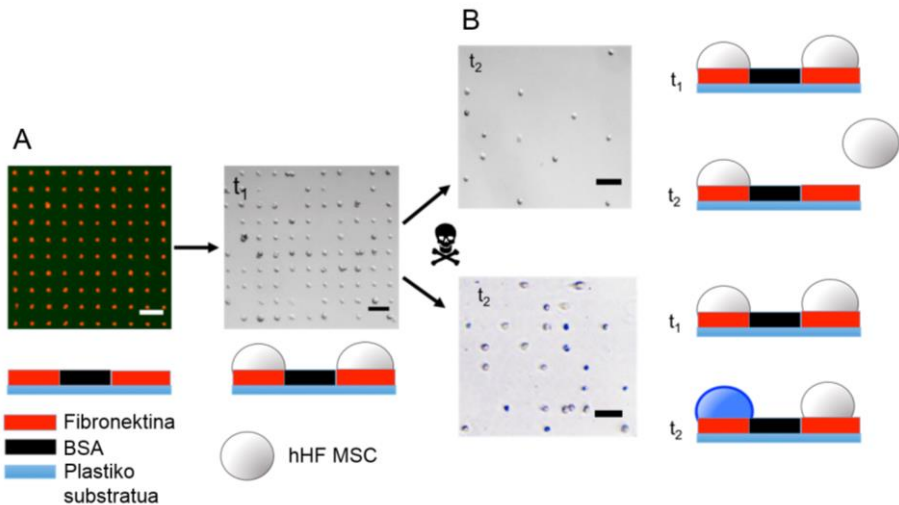 A
B
t₁
t₂
t₂
t₁
t₂
t₁
t₂
Fibronektina
BSA
Plastiko
substratua
hHF MSC